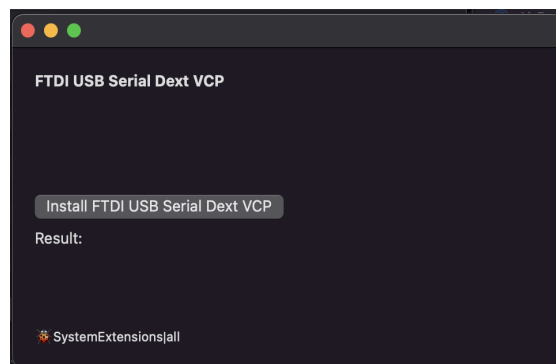 FTDI USB Serial Dext VCP
Install FTDI USB Serial Dext VCP
Result:
SystemExtensions|all